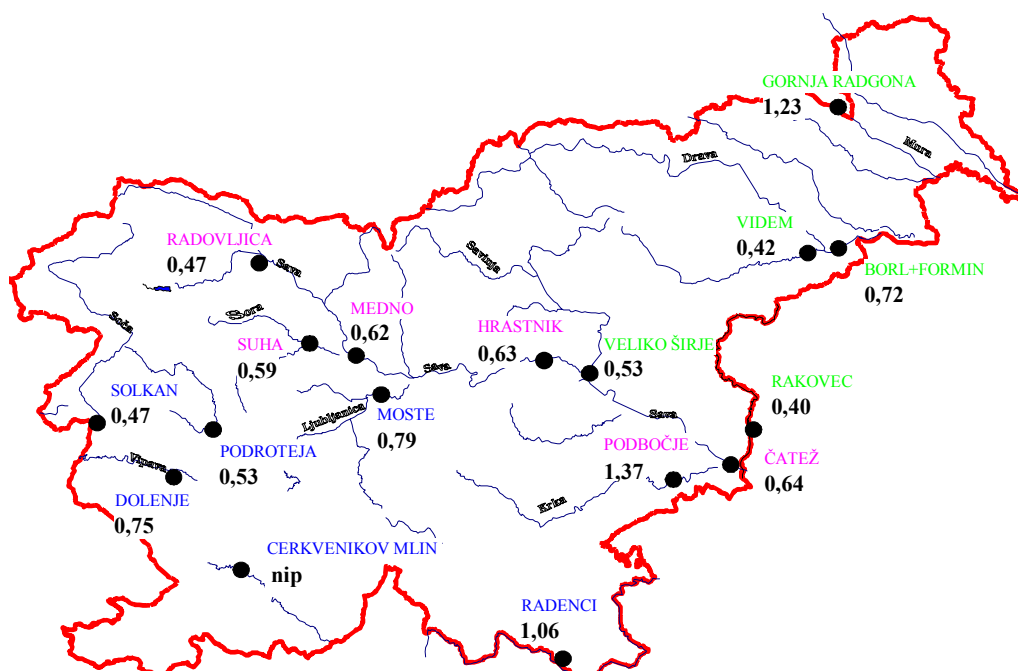 GORNJA RADGONA
1,23
Mura
Drava
VIDEM
0,42
BORL+FORMIN
0,72
RADOVLJICA
0,47
Sava
Savinja
Soča
Sora
MEDNO
0,62
SUHA
0,59
HRASTNIK
0,63
VELIKO ŠIRJE
0,53
Sava
SOLKAN
0,47
Ljubljanica
MOSTE
0,79
Sava
RAKOVEC
0,40
PODROTEJA
0,53
PODBOČJE
1,37
ČATEŽ
0,64
Vipava
DOLENJE
0,75
Krka
CERKVENIKOV MLIN
nip
RADENCI
1,06